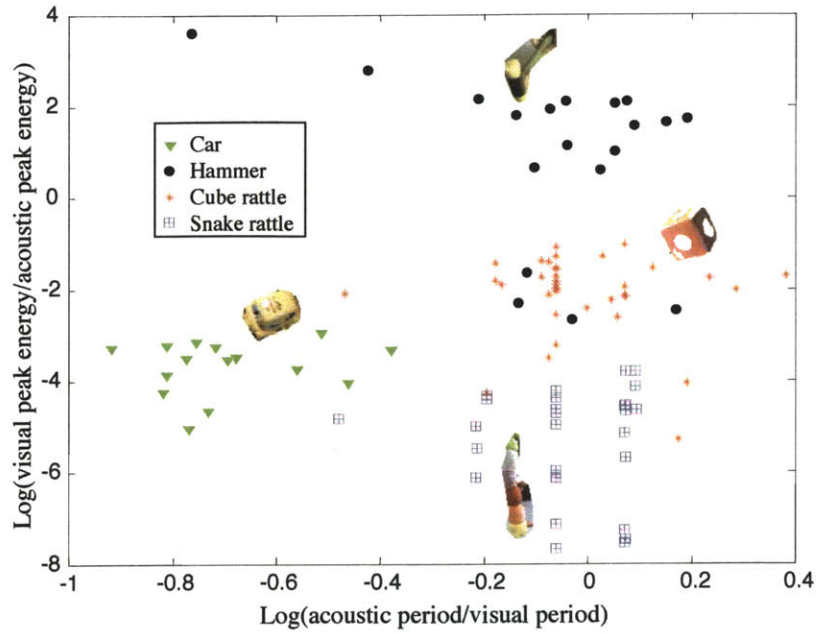 4
2
0
-2
-4
-6
-8
Log(visual peak energy/acoustic peak energy)
Car
Hammer
Cube rattle
Snake rattle
-1 -0.8 -0.6 -0.4 -0.2 0 0.2 0.4
Log(acoustic period/visual period)